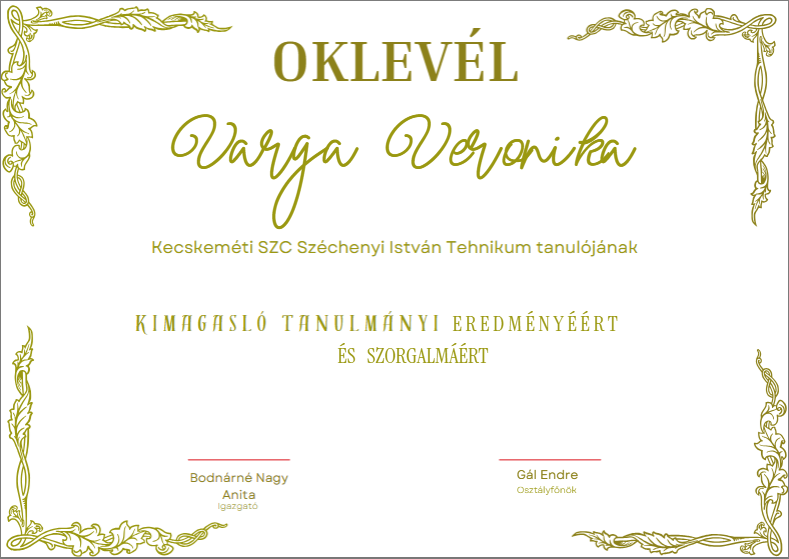 OKLEVÉL
Varga Veronika
Kecskeméti SZC Széchenyi István Tehnikum tanulójának
KIMAGASLÓ TANULMÁNYI EREDMÉNYÉÉRT
ÉS SZORGALMÁÉRT
Bodnárné Nagy
Anita
Igazgató
Gál Endre
Osztályfőnök